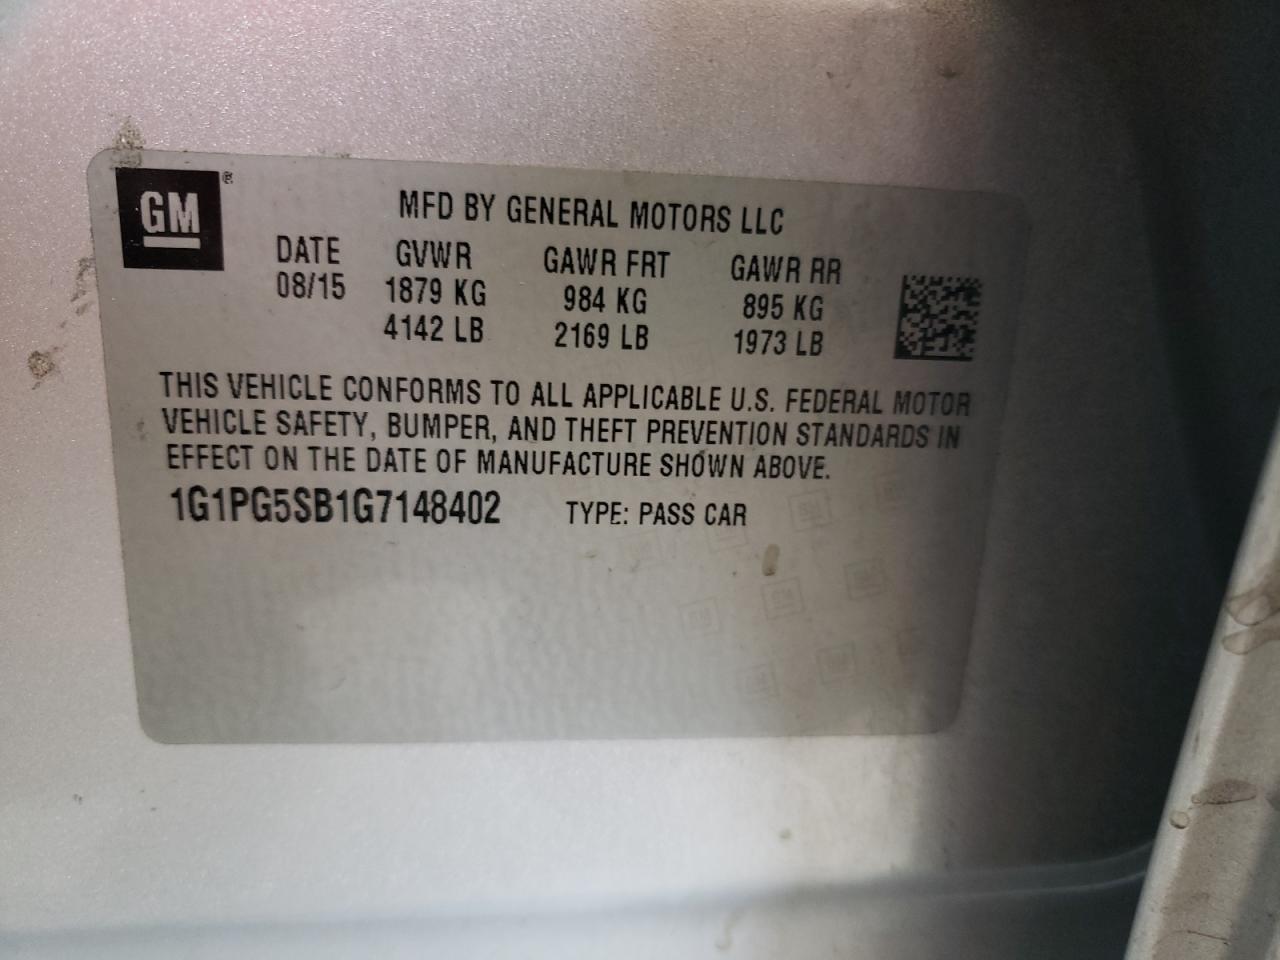 GM ®
MFD BY GENERAL MOTORS LLC
DATE GVWR GAWR FRT GAWR RR
08/15 1879 KG 984 KG 895 KG
4142 LB 2169 LB 1973 LB
THIS VEHICLE CONFORMS TO ALL APPLICABLE U.S. FEDERAL MOTOR
VEHICLE SAFETY, BUMPER, AND THEFT PREVENTION STANDARDS IN
EFFECT ON THE DATE OF MANUFACTURE SHOWN ABOVE.
1G1PG5SB1G7148402 TYPE: PASS CAR